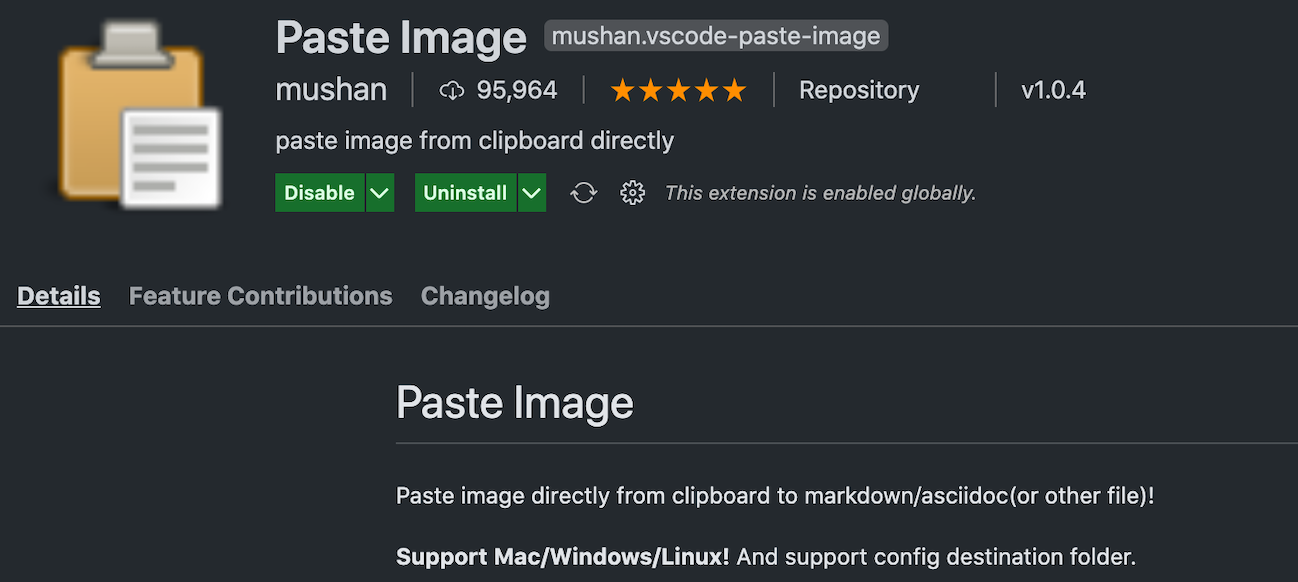 Paste Image mushan.vscode-paste-image
mushan 95,964 Repository v1.0.4
paste image from clipboard directly
Disable Uninstall This extension is enabled globally.
Details Feature Contributions Changelog
Paste Image
Paste image directly from clipboard to markdown/asciidoc(or other file)!
Support Mac/Windows/Linux! And support config destination folder.